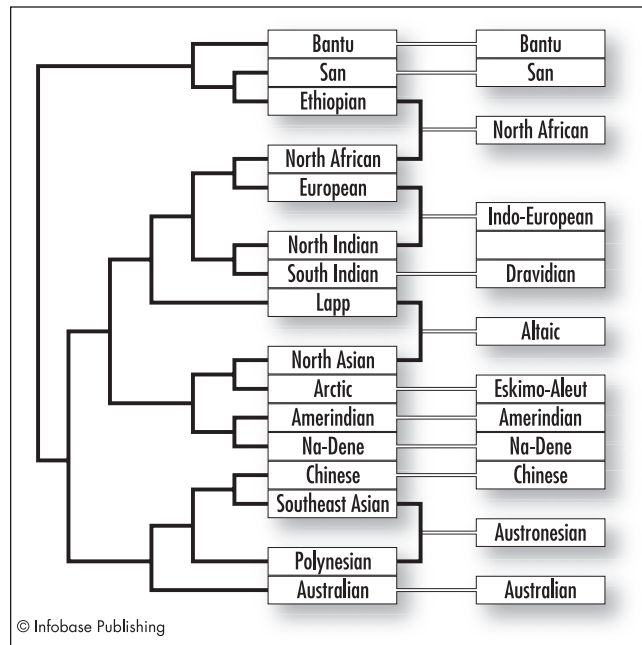 Bantu
San
Ethiopian
North African
European
North Indian
South Indian
Lapp
North Asian
Arctic
Amerindian
Na-Dene
Chinese
Southeast Asian
Polynesian
Australian
Bantu
San
North African
Indo-European
Dravidian
Altaic
Eskimo-Aleut
Amerindian
Na-Dene
Chinese
Austronesian
Australian
© Infobase Publishing